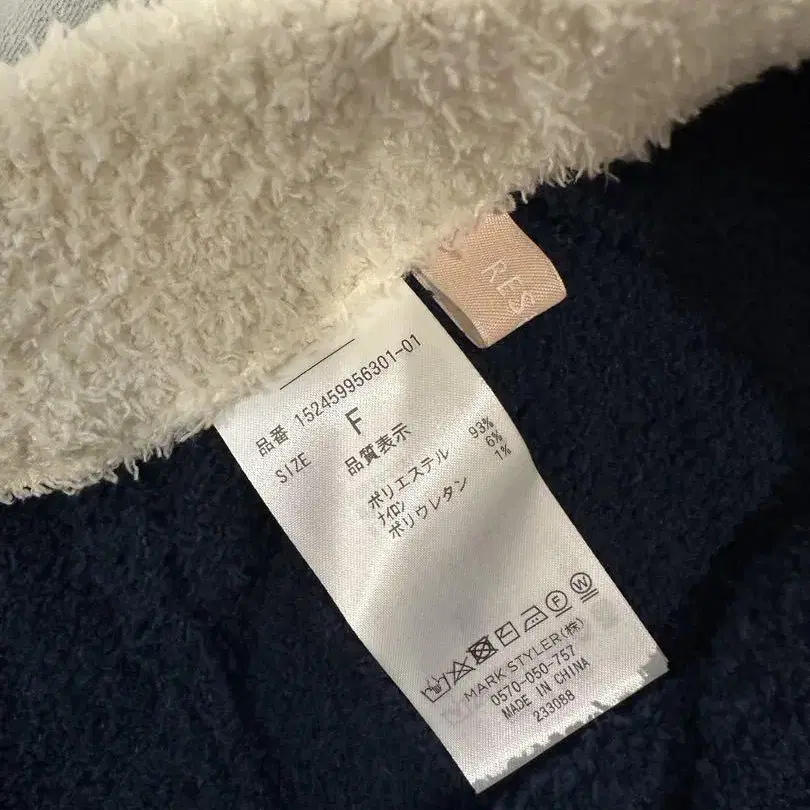 RES
品番 152459956301-01
SIZE F
品質表示
ポリエステル 93%
ナイロン 6%
ポリウレタン 1%
F W
MARK STYLER(株)
0570-050-757
MADE IN CHINA
233088